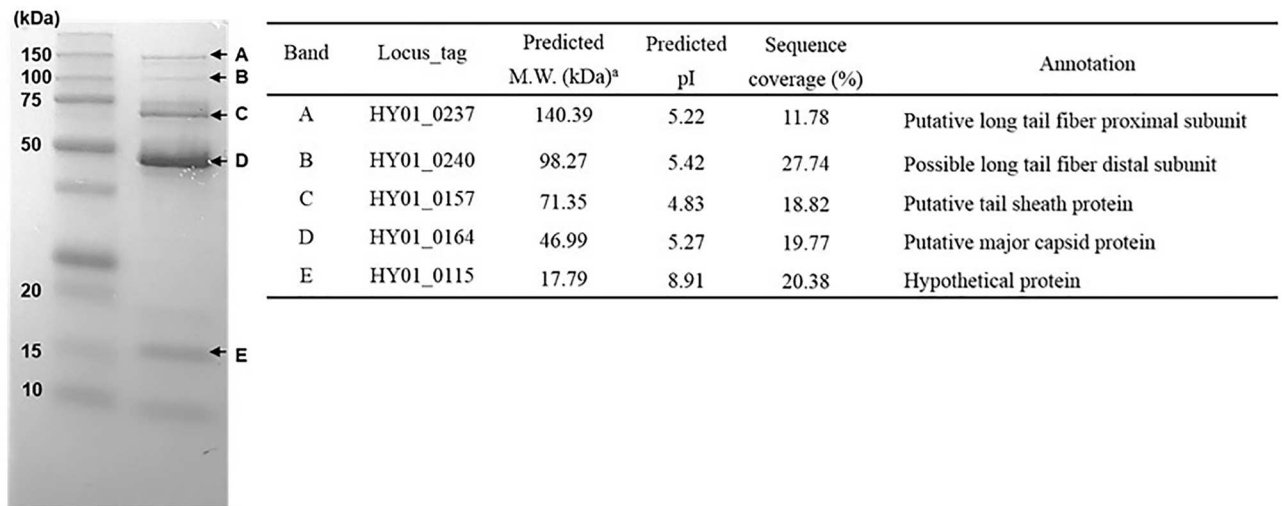 (kDa)
150
100
75
50
20
15
10
A
B
C
D
E
Band Locus_tag Predicted M.W. (kDa)ᵃ Predicted pI Sequence coverage (%) Annotation
A HY01_0237 140.39 5.22 11.78 Putative long tail fiber proximal subunit
B HY01_0240 98.27 5.42 27.74 Possible long tail fiber distal subunit
C HY01_0157 71.35 4.83 18.82 Putative tail sheath protein
D HY01_0164 46.99 5.27 19.77 Putative major capsid protein
E HY01_0115 17.79 8.91 20.38 Hypothetical protein